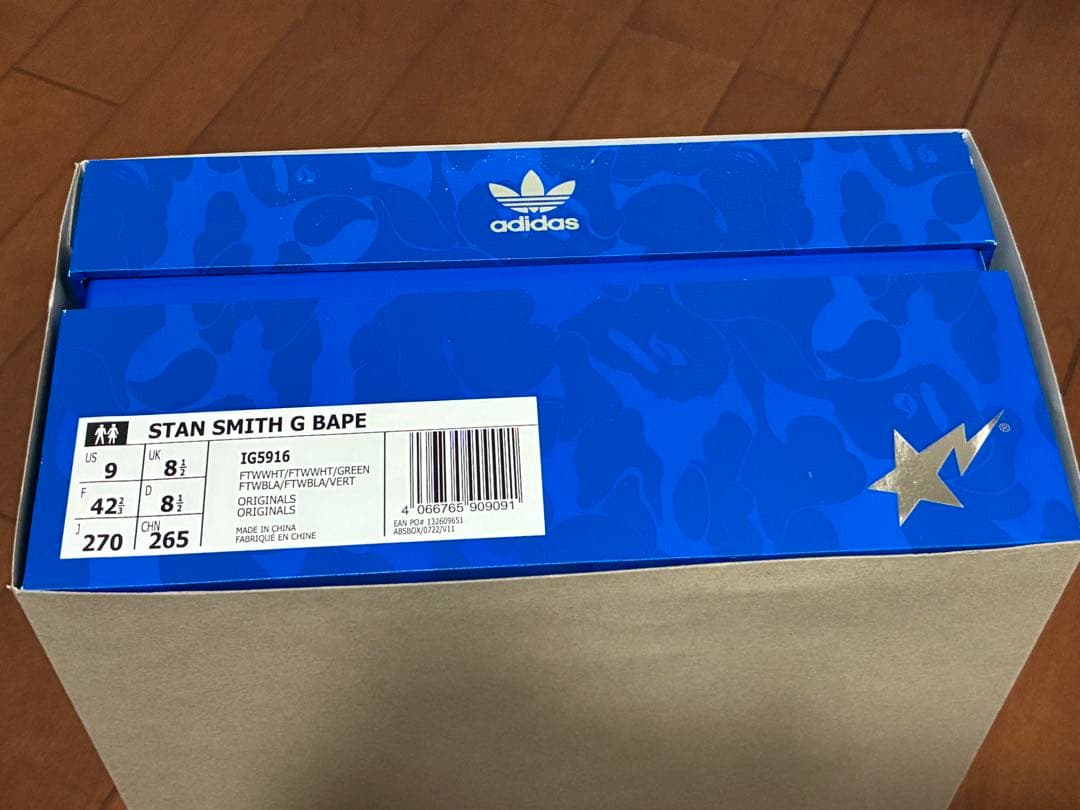 adidas
STAN SMITH G BAPE
US 9 UK 8½
F 42⅔ D 8½
J 270 CHN 265
IG5916
FTWWHT/FTWWHT/GREEN
FTWBLA/FTWBLA/VERT
ORIGINALS
ORIGINALS
MADE IN CHINA
FABRIQUÉ EN CHINE
4 066765 909091
EAN PO# 132609651
ABSBOX/0722/V11
®